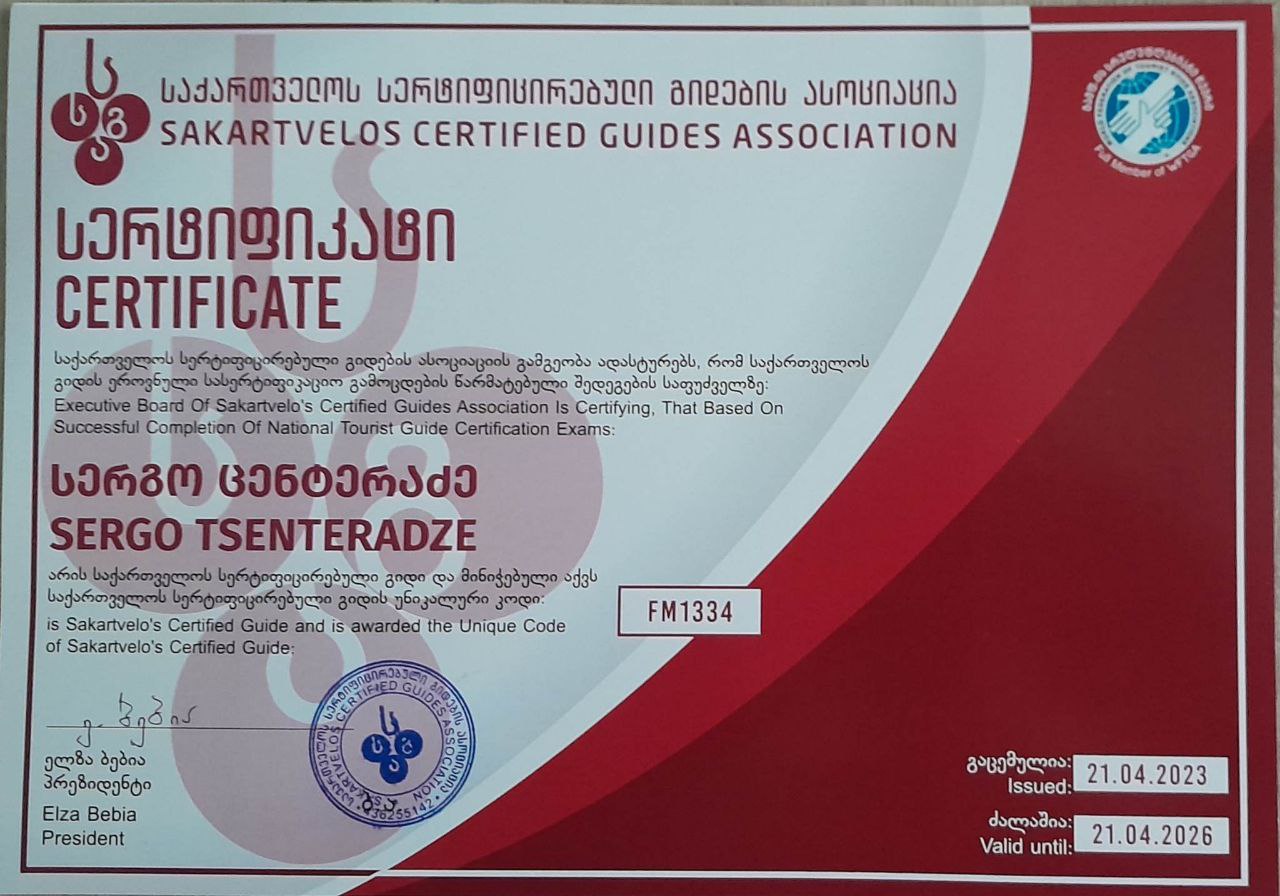 საქართველოს სერტიფიცირებული გიდების ასოციაცია
SAKARTVELOS CERTIFIED GUIDES ASSOCIATION
Full Member of WFTGA
სერტიფიკატი
CERTIFICATE
საქართველოს სერტიფიცირებული გიდების ასოციაციის გამგეობა ადასტურებს, რომ საქართველოს
გიდის ეროვნული სასერტიფიკაციო გამოცდების წარმატებული შედეგების საფუძველზე:
Executive Board Of Sakartvelo's Certified Guides Association Is Certifying, That Based On
Successful Completion Of National Tourist Guide Certification Exams:
სერგო ცენტერაძე
SERGO TSENTERADZE
არის საქართველოს სერტიფიცირებული გიდი და მინიჭებული აქვს
საქართველოს სერტიფიცირებული გიდის უნიკალური კოდი:
is Sakartvelo's Certified Guide and is awarded the Unique Code
of Sakartvelo's Certified Guide:
FM1334
ე. ბებია
ელზა ბებია
პრეზიდენტი
Elza Bebia
President
საქართველოს სერტიფიცირებული გიდების ასოციაცია
SAKARTVELOS CERTIFIED GUIDES ASSOCIATION
გაცემულია:
Issued:
21.04.2023
ძალაშია:
Valid until:
21.04.2026